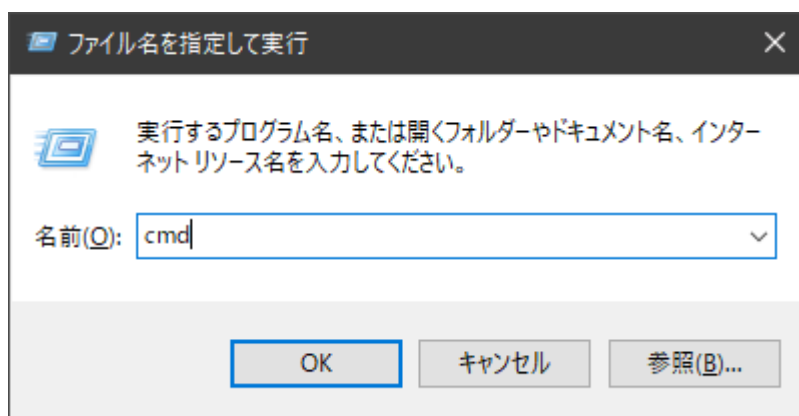 ファイル名を指定して実行
実行するプログラム名、または開くフォルダーやドキュメント名、インター
ネット リソース名を入力してください。
名前(O): cmd
OK キャンセル 参照(B)...